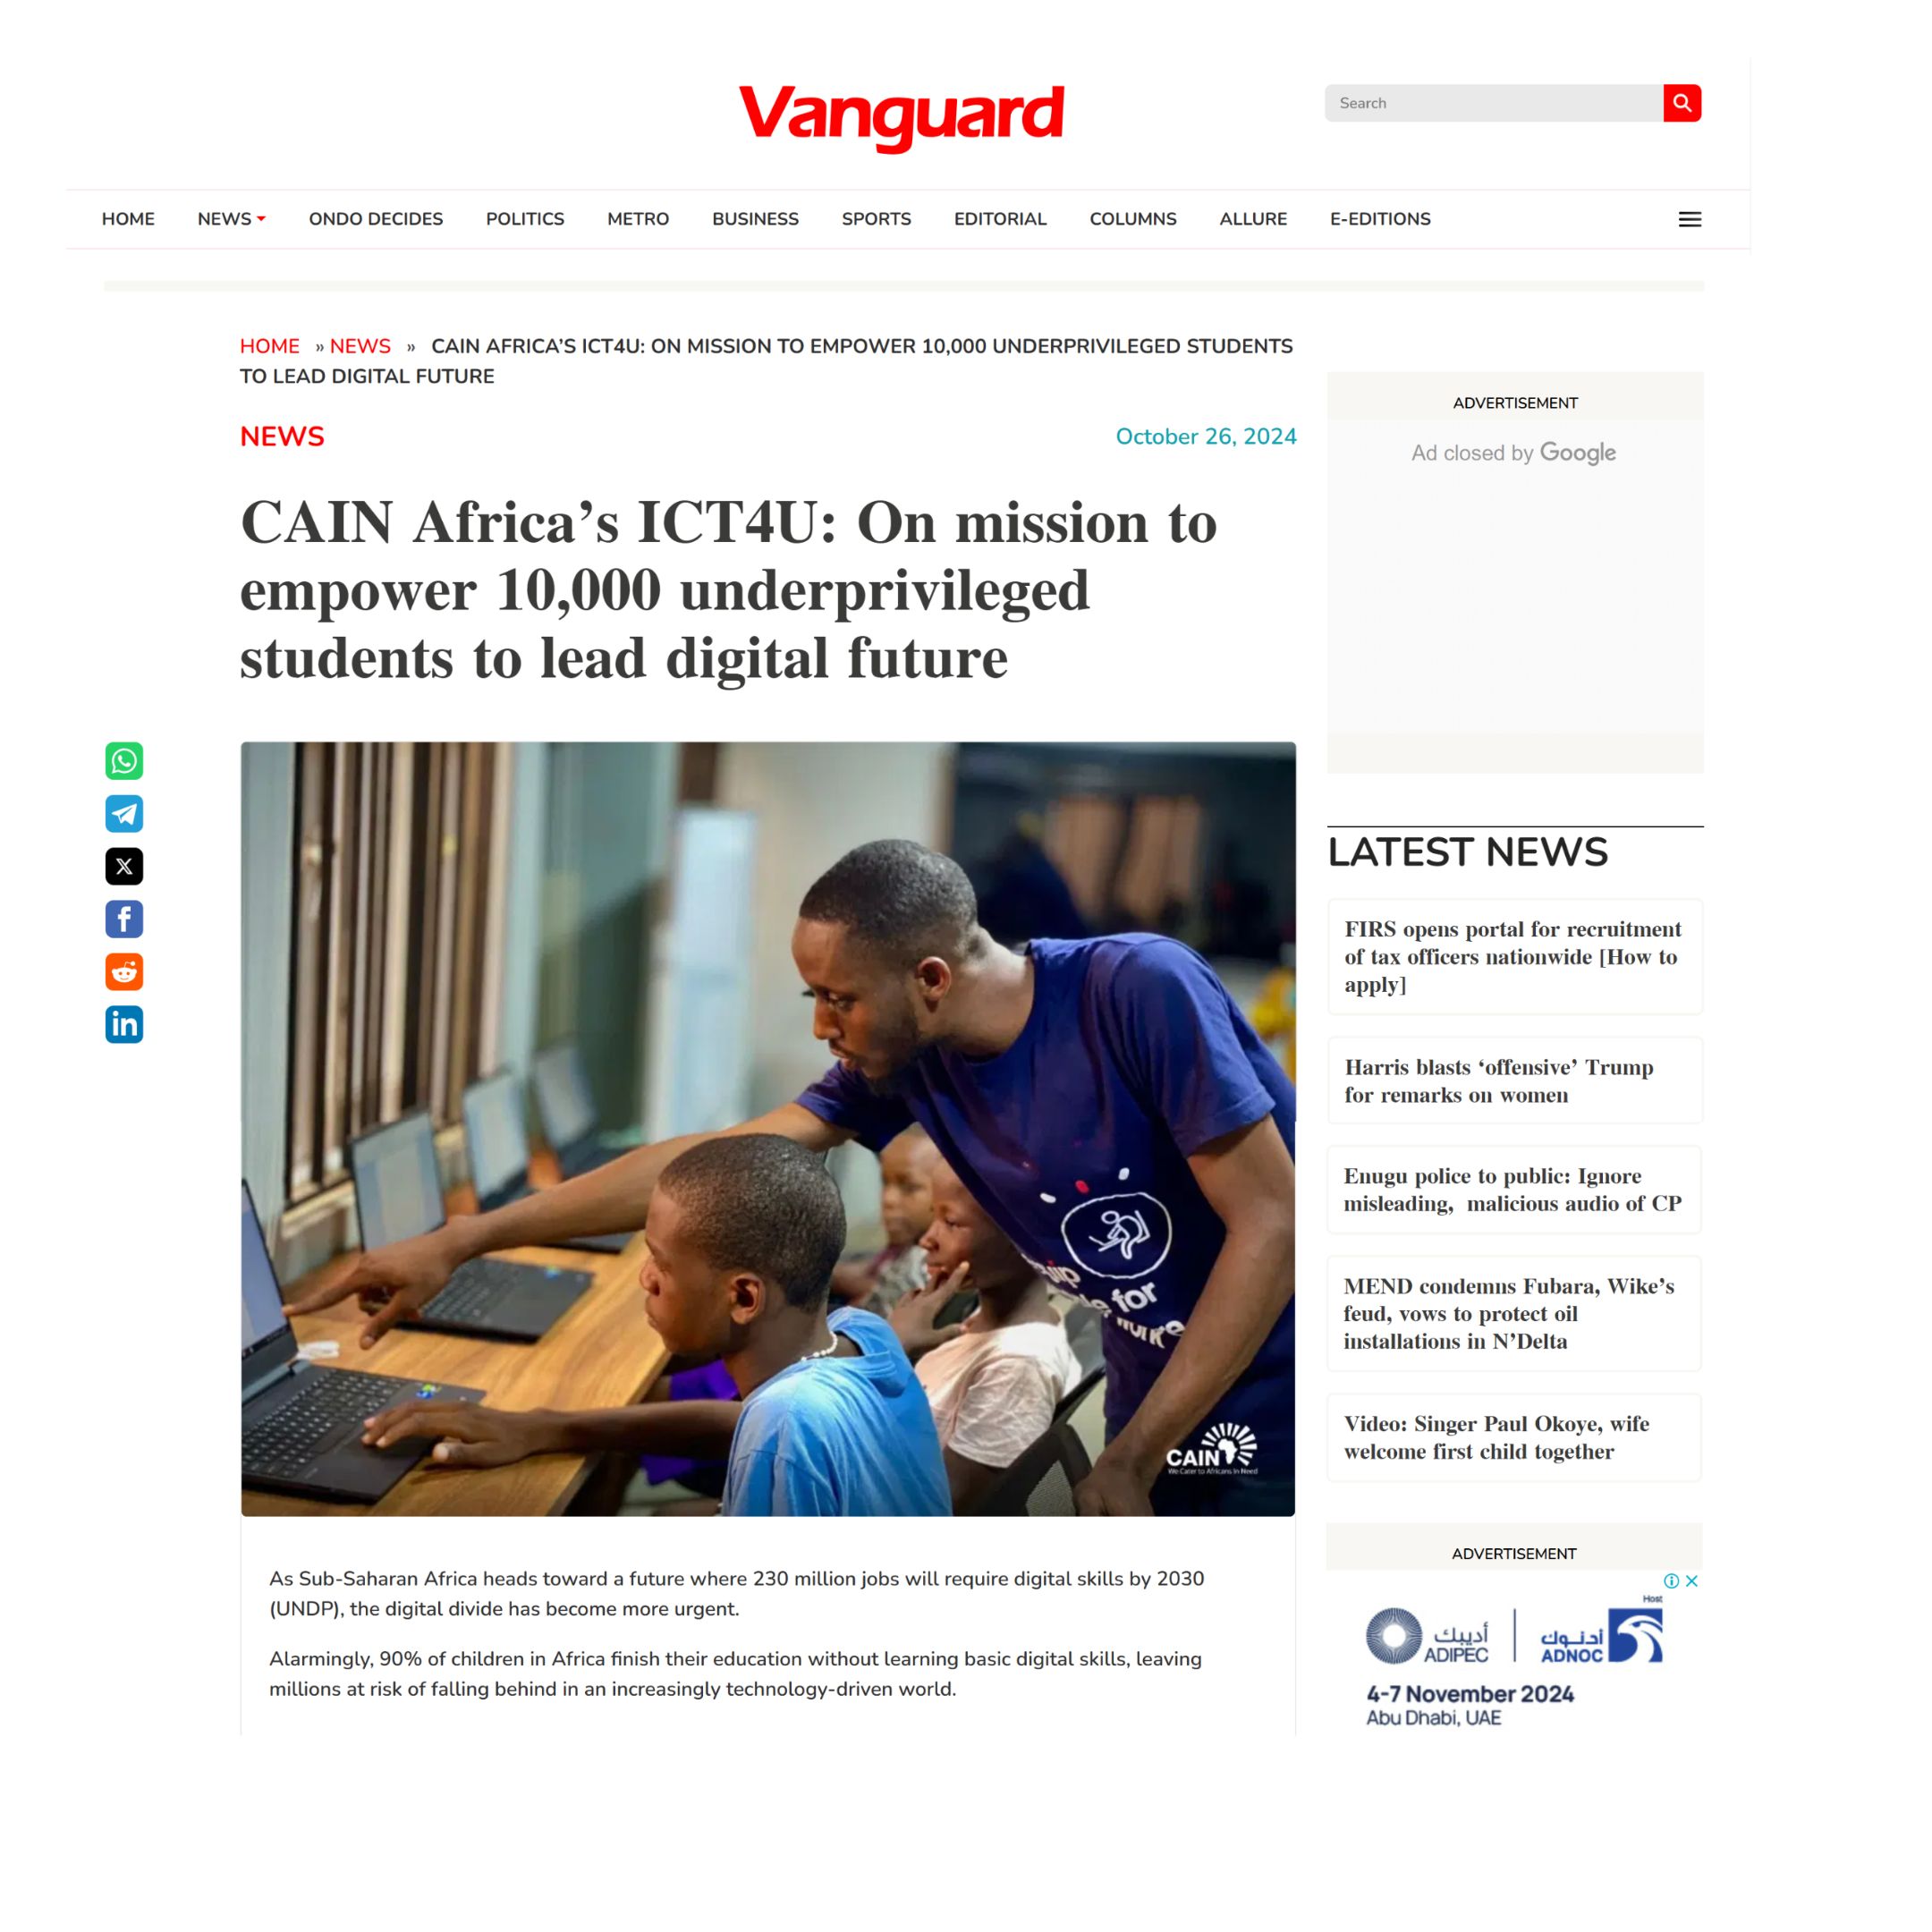 Vanguard
Search
HOME NEWS ONDO DECIDES POLITICS METRO BUSINESS SPORTS EDITORIAL COLUMNS ALLURE E-EDITIONS
HOME » NEWS » CAIN AFRICA’S ICT4U: ON MISSION TO EMPOWER 10,000 UNDERPRIVILEGED STUDENTS
TO LEAD DIGITAL FUTURE
NEWS
October 26, 2024
CAIN Africa’s ICT4U: On mission to
empower 10,000 underprivileged
students to lead digital future
for
CAIN
We Cater to Africans In Need
As Sub-Saharan Africa heads toward a future where 230 million jobs will require digital skills by 2030
(UNDP), the digital divide has become more urgent.
Alarmingly, 90% of children in Africa finish their education without learning basic digital skills, leaving
millions at risk of falling behind in an increasingly technology-driven world.
ADVERTISEMENT
Ad closed by Google
LATEST NEWS
FIRS opens portal for recruitment
of tax officers nationwide [How to
apply]
Harris blasts ‘offensive’ Trump
for remarks on women
Enugu police to public: Ignore
misleading, malicious audio of CP
MEND condemns Fubara, Wike’s
feud, vows to protect oil
installations in N’Delta
Video: Singer Paul Okoye, wife
welcome first child together
ADVERTISEMENT
Host
أديبك
ADIPEC
أدنوك
ADNOC
4-7 November 2024
Abu Dhabi, UAE